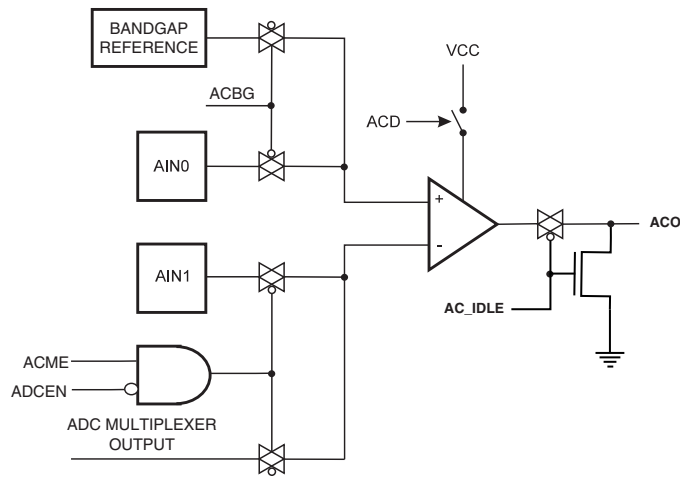 BANDGAP
REFERENCE
VCC
ACBG
ACD
AIN0
+
-
ACO
AIN1
AC_IDLE
ACME
ADCEN
ADC MULTIPLEXER
OUTPUT